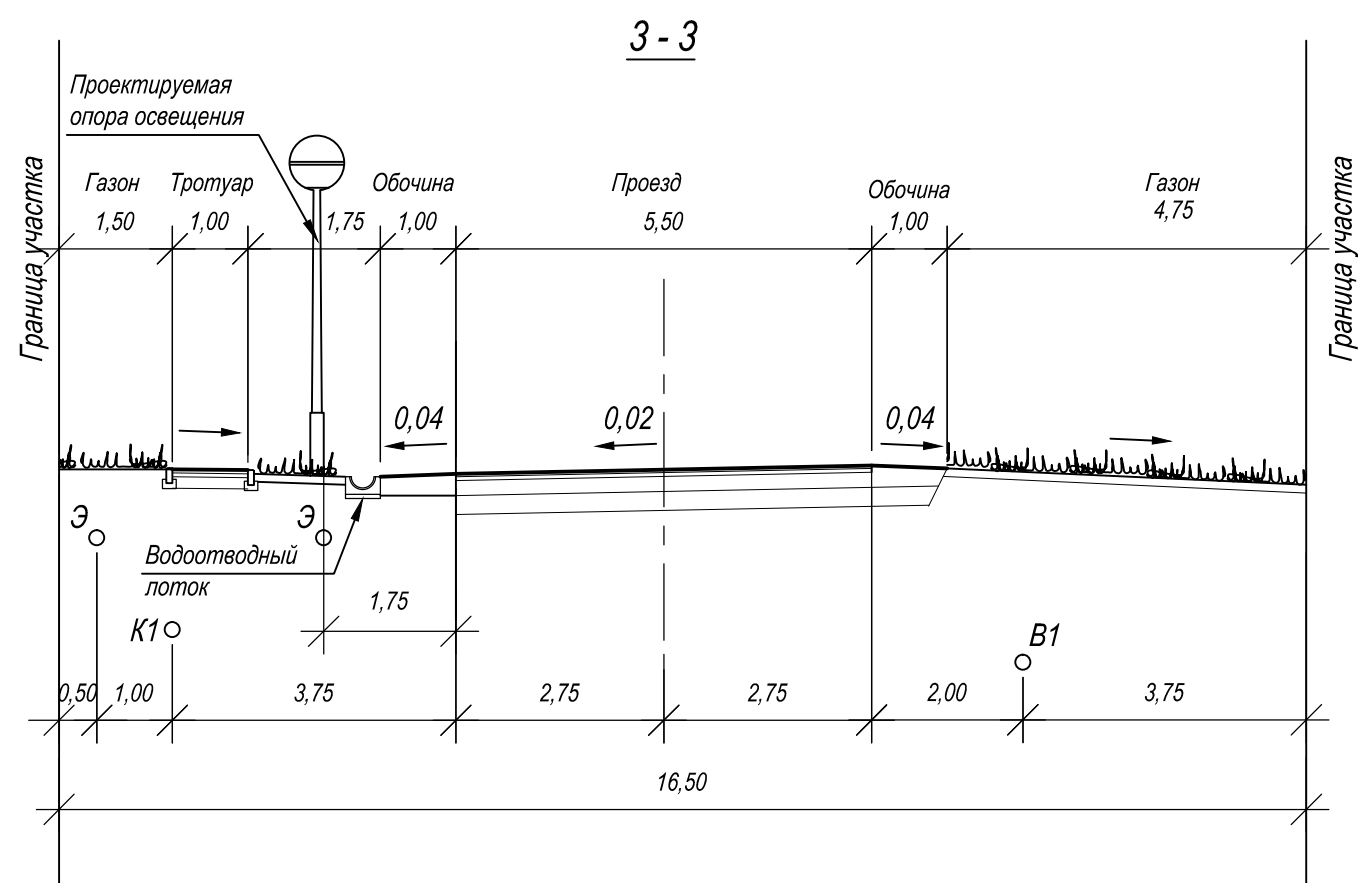 3 - 3
Проектируемая
опора освещения
Граница участка
Граница участка
Газон
Тротуар
Обочина
Проезд
Обочина
Газон
1,50
1,00
1,75
1,00
5,50
1,00
4,75
0,04
0,02
0,04
Э
Э
Водоотводный
лоток
1,75
К1
В1
0,50
1,00
3,75
2,75
2,75
2,00
3,75
16,50